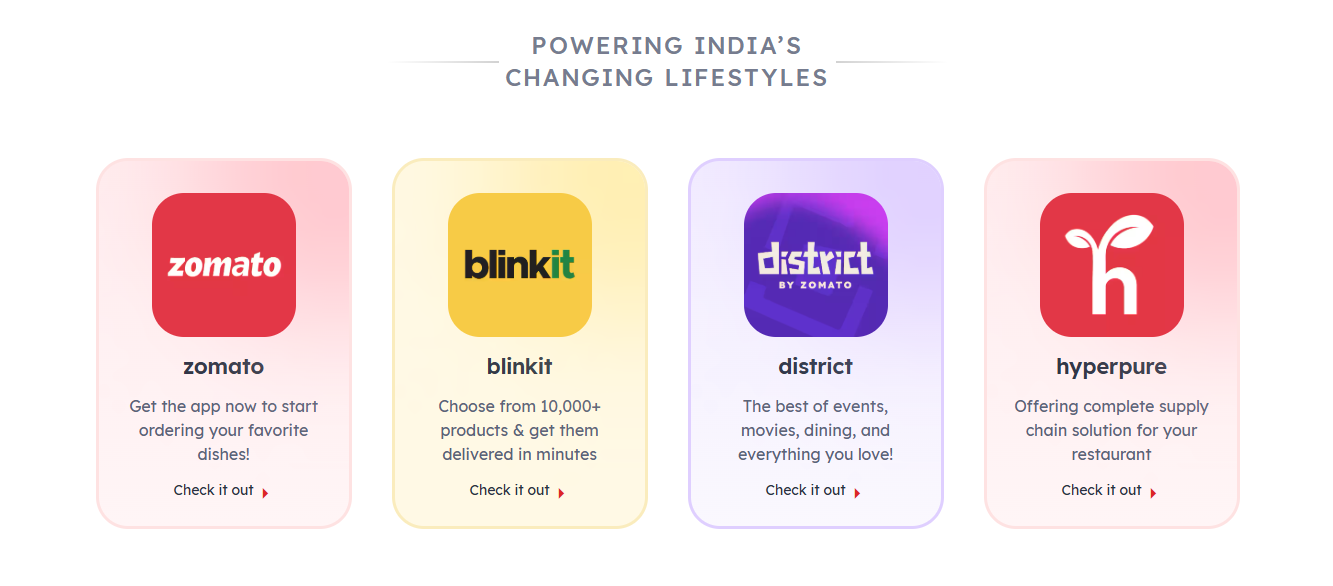 POWERING INDIA’S
CHANGING LIFESTYLES
zomato
zomato
Get the app now to start
ordering your favorite
dishes!
Check it out
blinkit
blinkit
Choose from 10,000+
products & get them
delivered in minutes
Check it out
district
BY ZOMATO
district
The best of events,
movies, dining, and
everything you love!
Check it out
h
hyperpure
Offering complete supply
chain solution for your
restaurant
Check it out